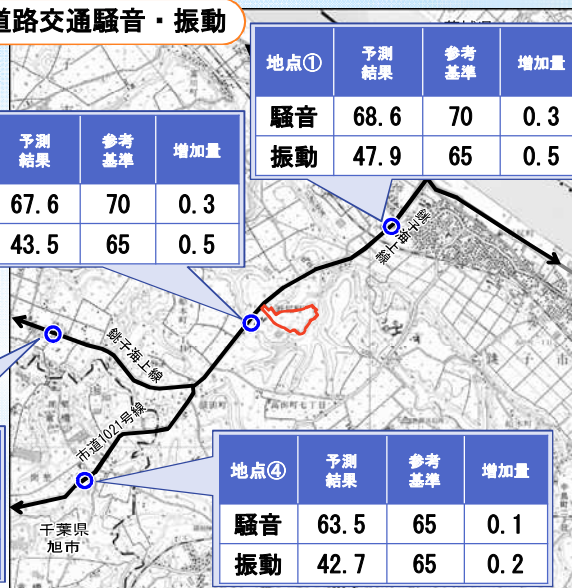 道路交通騒音・振動
地点① 予測結果 参考基準 増加量
騒音 68.6 70 0.3
振動 47.9 65 0.5
予測結果 参考基準 増加量
67.6 70 0.3
43.5 65 0.5
銚子海上線
銚子海上線
市道1021号線
地点④ 予測結果 参考基準 増加量
騒音 63.5 65 0.1
振動 42.7 65 0.2
千葉県
旭市